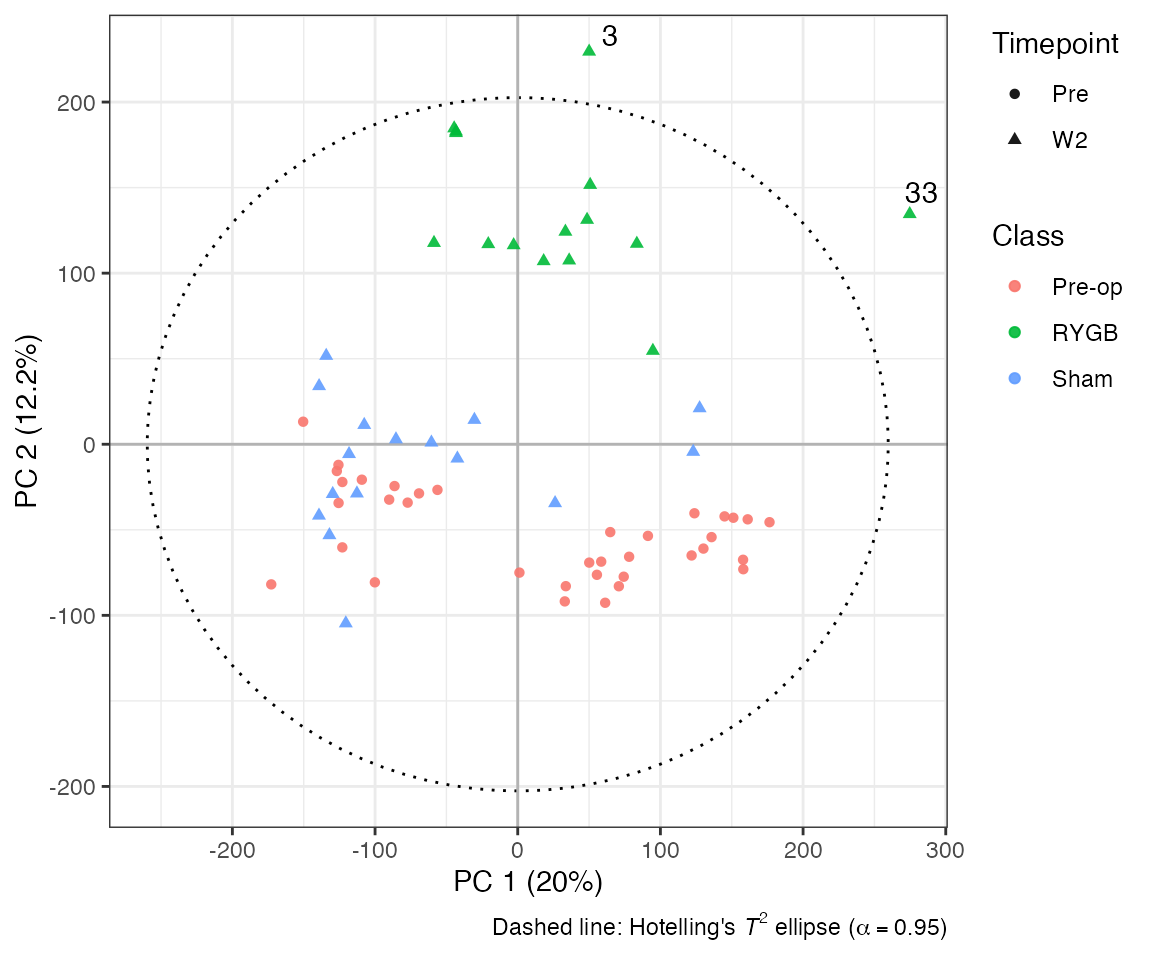 3
33
200
100
0
-100
-200
PC 2 (12.2%)
-200 -100 0 100 200 300
PC 1 (20%)
Dashed line: Hotelling's T² ellipse (α = 0.95)
Timepoint
Pre
W2
Class
Pre-op
RYGB
Sham